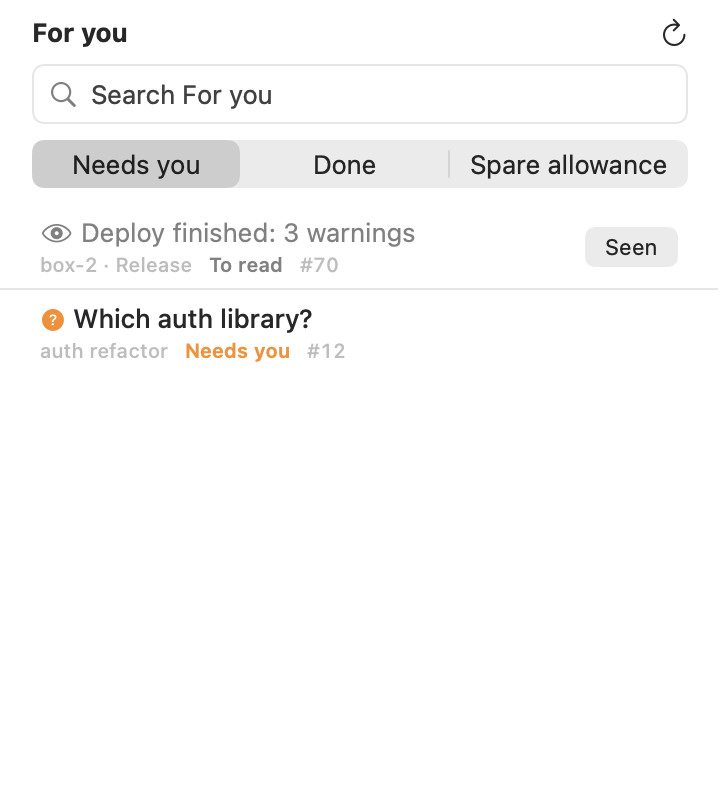 For you
Search For you
Needs you Done Spare allowance
Deploy finished: 3 warnings
Seen
box-2 · Release To read #70
? Which auth library?
auth refactor Needs you #12